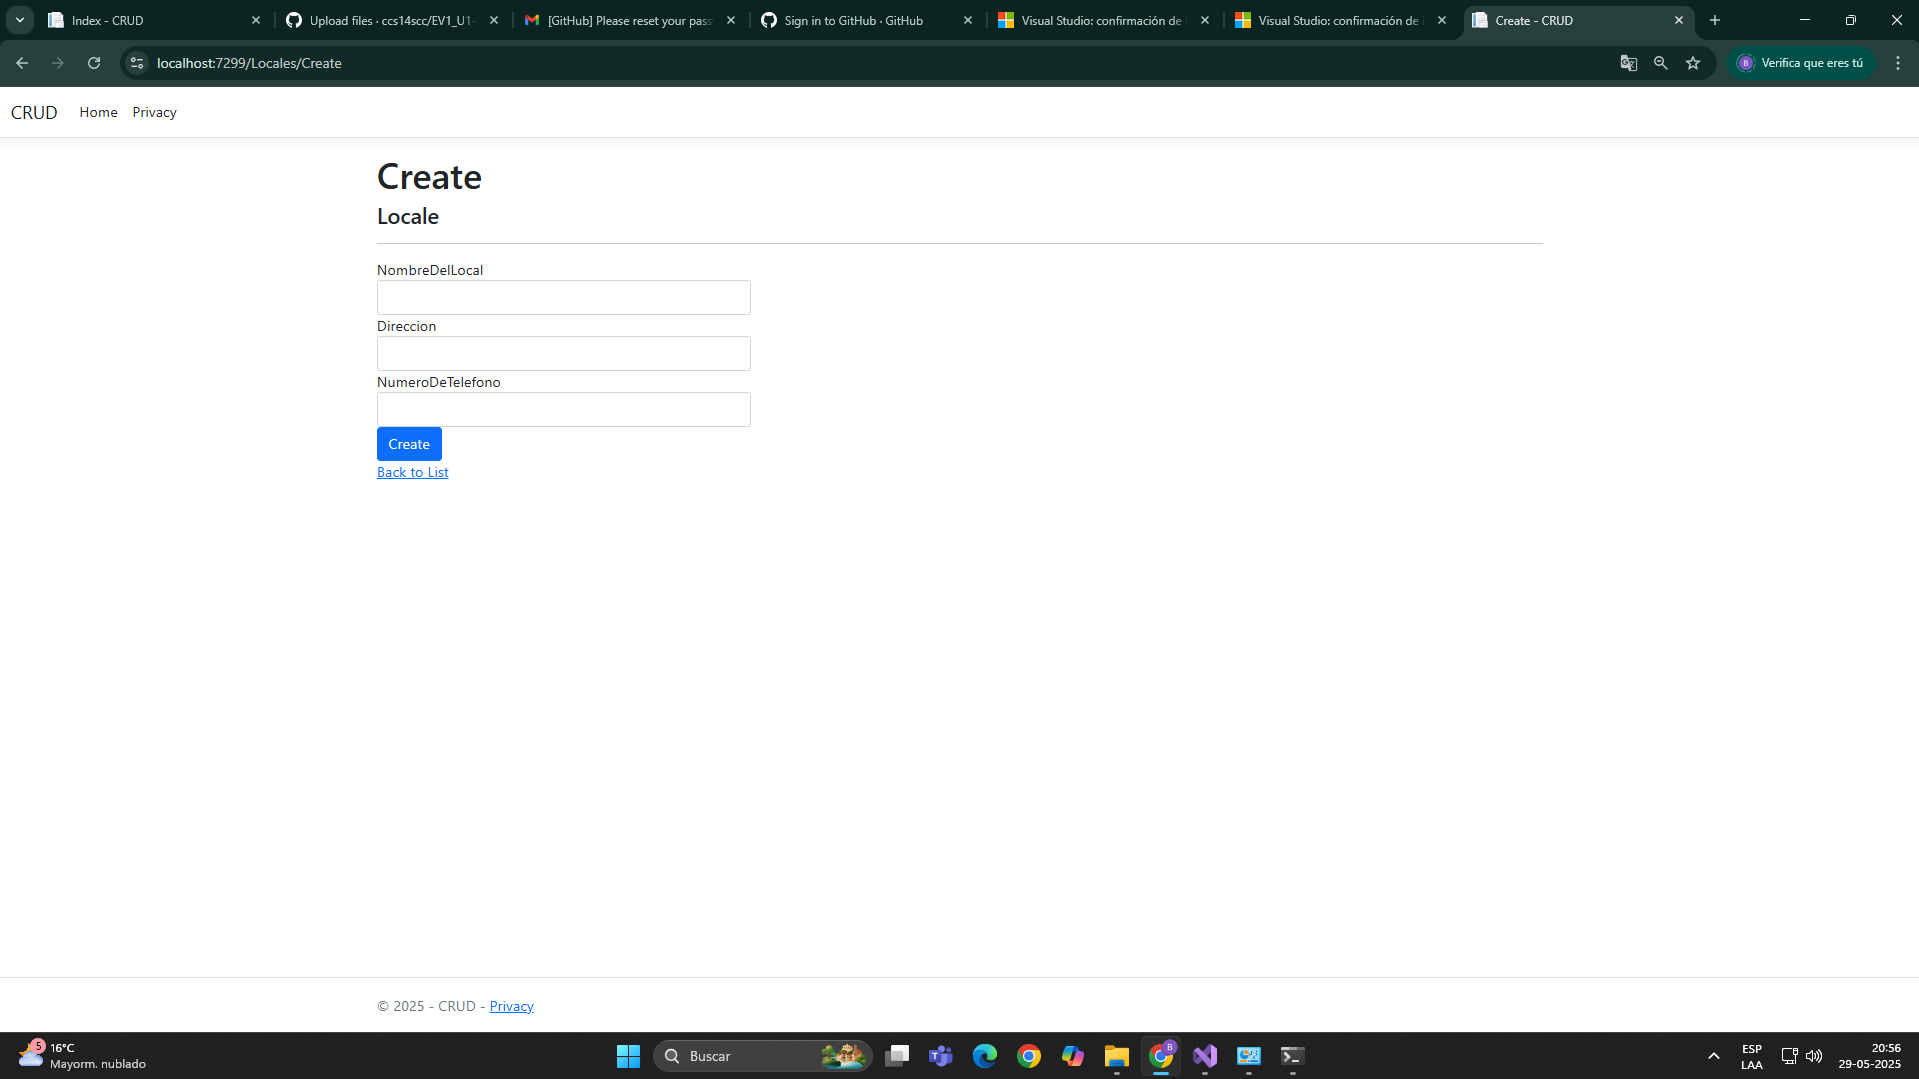 Index - CRUD
Upload files · ccs14scc/EV1_U1-
[GitHub] Please reset your pass
Sign in to GitHub · GitHub
Visual Studio: confirmación de
Visual Studio: confirmación de
Create - CRUD
localhost:7299/Locales/Create
B
Verifica que eres tú
CRUD
Home
Privacy
Create
Locale
NombreDelLocal
Direccion
NumeroDeTelefono
Create
Back to List
© 2025 - CRUD - Privacy
5
16°C
Mayorm. nublado
Buscar
B
ESP
LAA
20:56
29-05-2025